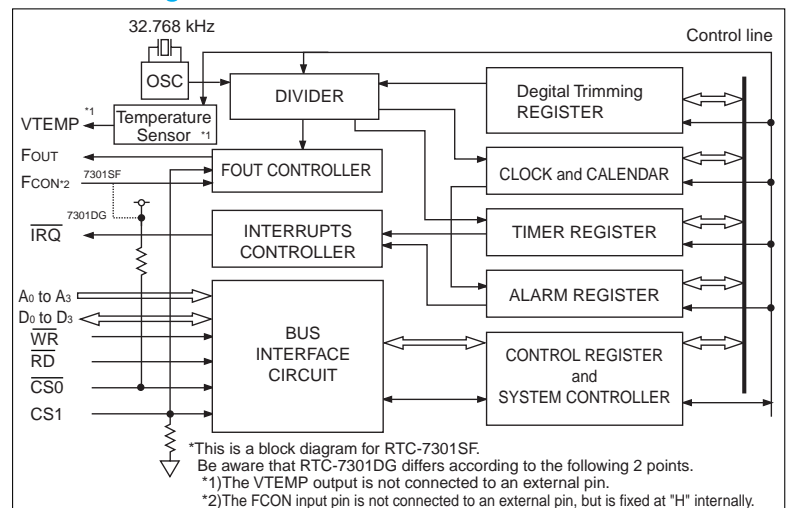 32.768 kHz
Control line
OSC
DIVIDER
Degital Trimming
REGISTER
VTEMP *1
Temperature
Sensor *1
FOUT
FCON*2
7301SF
FOUT CONTROLLER
CLOCK and CALENDAR
7301DG
IRQ
INTERRUPTS
CONTROLLER
TIMER REGISTER
A0 to A3
D0 to D3
WR
RD
CS0
CS1
BUS
INTERFACE
CIRCUIT
ALARM REGISTER
CONTROL REGISTER
and
SYSTEM CONTROLLER
*This is a block diagram for RTC-7301SF.
Be aware that RTC-7301DG differs according to the following 2 points.
*1)The VTEMP output is not connected to an external pin.
*2)The FCON input pin is not connected to an external pin, but is fixed at "H" internally.